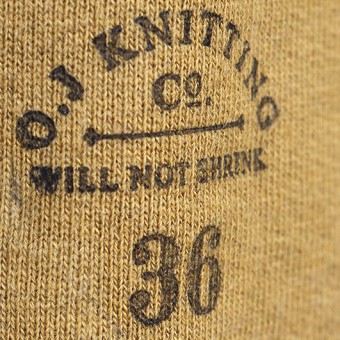 O.J KNITTING
Co.
WILL NOT SHRINK
36